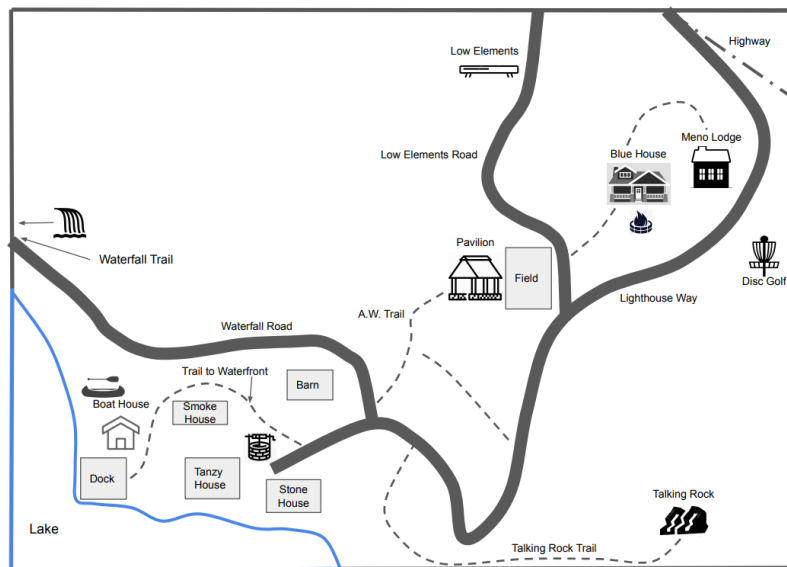 Highway
Low Elements
Meno Lodge
Low Elements Road
Blue House
Pavilion
Waterfall Trail
Field
Disc Golf
Lighthouse Way
A.W. Trail
Waterfall Road
Trail to Waterfront
Barn
Boat House
Smoke
House
Dock
Tanzy
House
Stone
House
Talking Rock
Lake
Talking Rock Trail